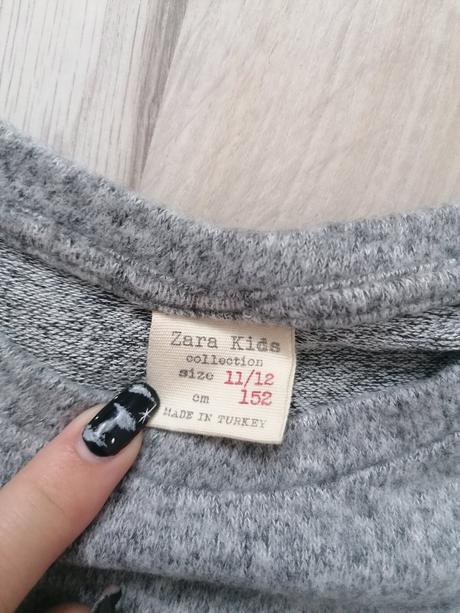 Zara Kids
collection
size 11/12
cm 152
MADE IN TURKEY